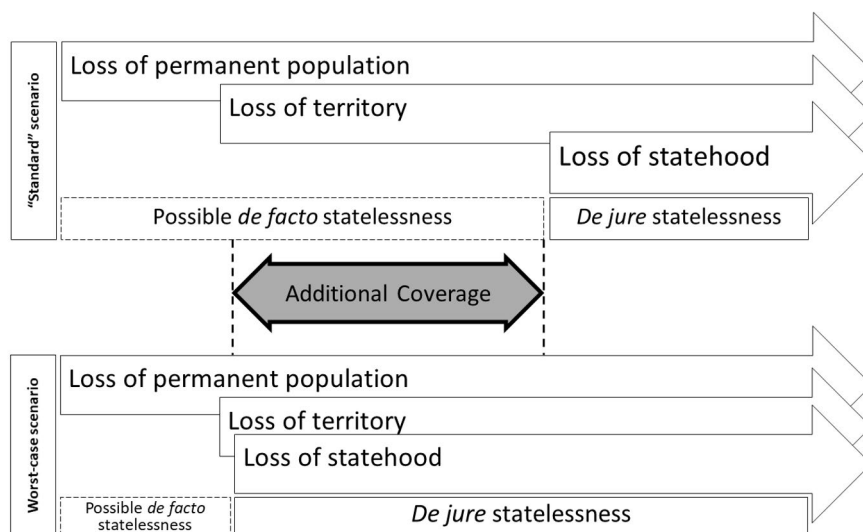 "Standard" scenario
Loss of permanent population
Loss of territory
Loss of statehood
Possible de facto statelessness
De jure statelessness
Additional Coverage
Worst-case scenario
Loss of permanent population
Loss of territory
Loss of statehood
Possible de facto
statelessness
De jure statelessness